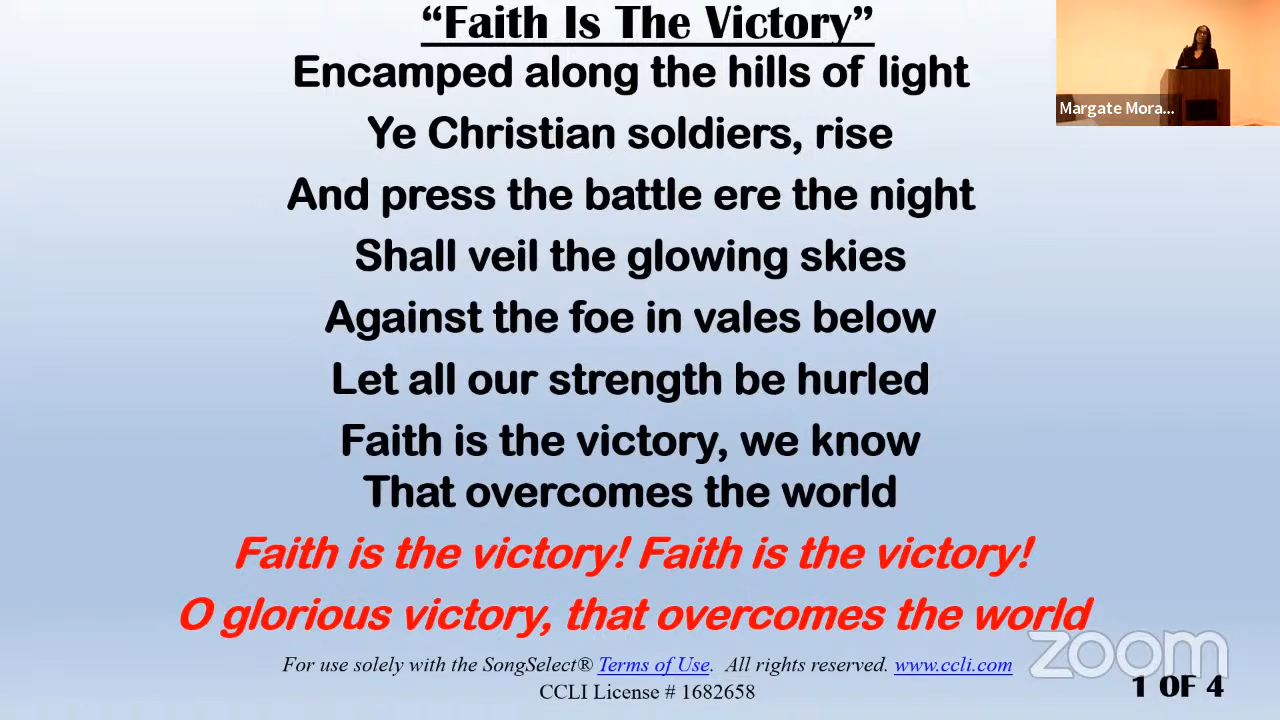 “Faith Is The Victory”
Encamped along the hills of light
Ye Christian soldiers, rise
And press the battle ere the night
Shall veil the glowing skies
Against the foe in vales below
Let all our strength be hurled
Faith is the victory, we know
That overcomes the world
Faith is the victory! Faith is the victory!
O glorious victory, that overcomes the world
For use solely with the SongSelect® Terms of Use. All rights reserved. www.ccli.com
CCLI License # 1682658
1 OF 4
zoom
Margate Mora...